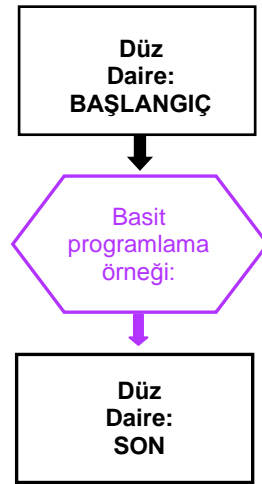 Düz
Daire:
BAŞLANGIÇ
Basit
programlama
örneği:
Düz
Daire:
SON